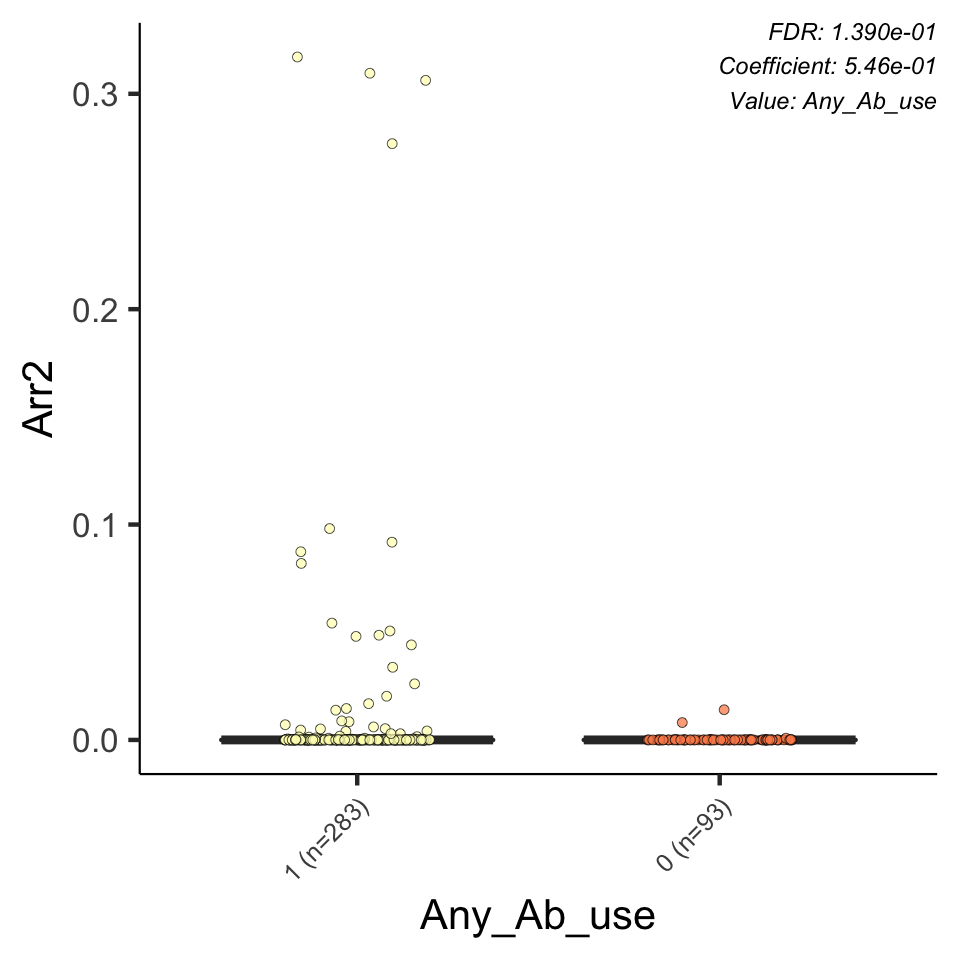 FDR: 1.390e-01
Coefficient: 5.46e-01
Value: Any_Ab_use
0.3
0.2
0.1
0.0
Arr2
1 (n=283)
0 (n=93)
Any_Ab_use